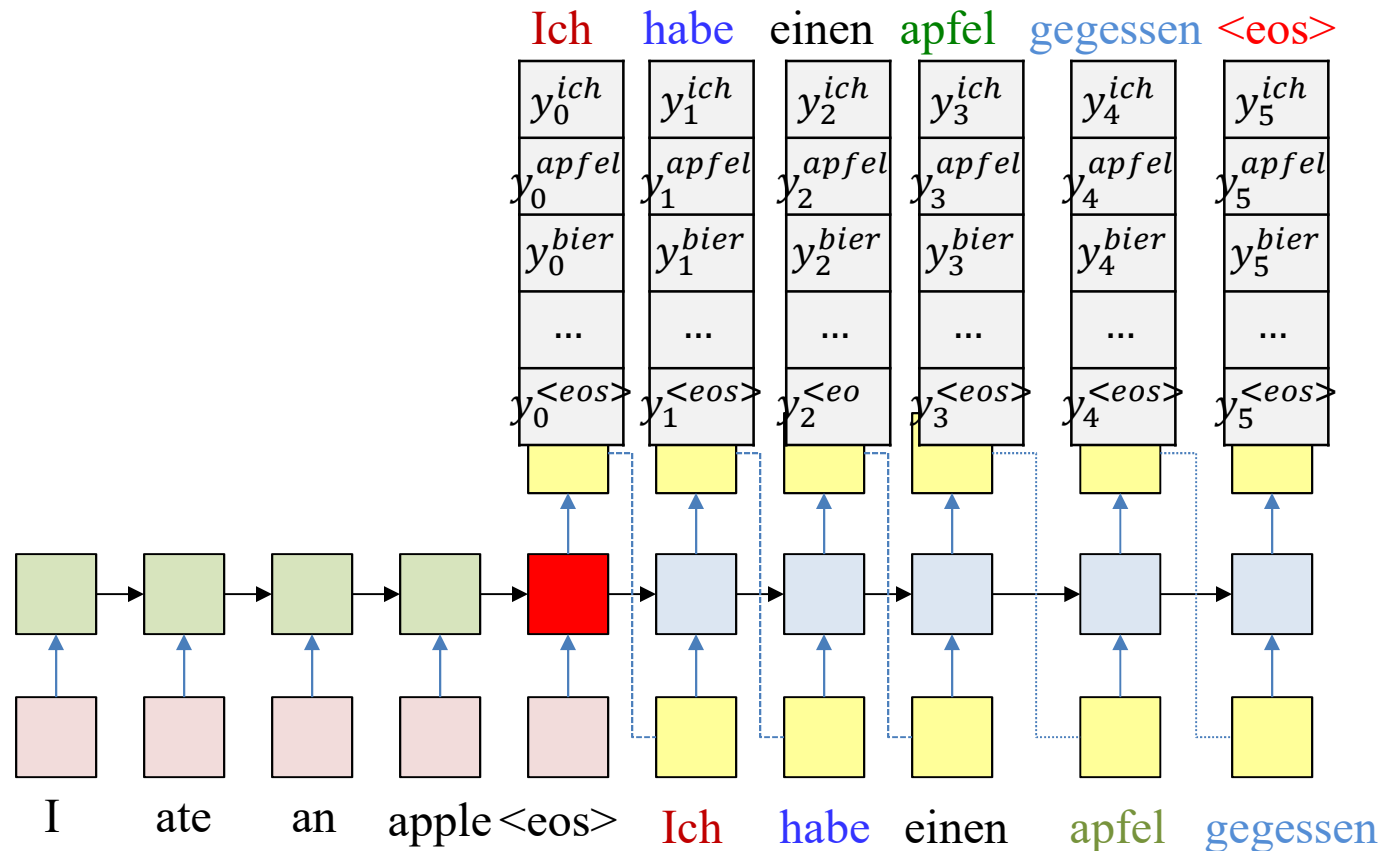 Ich habe einen apfel gegessen <eos>
y_0^{ich} y_1^{ich} y_2^{ich} y_3^{ich} y_4^{ich} y_5^{ich}
y_0^{apfel} y_1^{apfel} y_2^{apfel} y_3^{apfel} y_4^{apfel} y_5^{apfel}
y_0^{bier} y_1^{bier} y_2^{bier} y_3^{bier} y_4^{bier} y_5^{bier}
... ... ... ... ... ...
y_0^{<eos>} y_1^{<eos>} y_2^{<eo} y_3^{<eos>} y_4^{<eos>} y_5^{<eos>}
I ate an apple <eos> Ich habe einen apfel gegessen